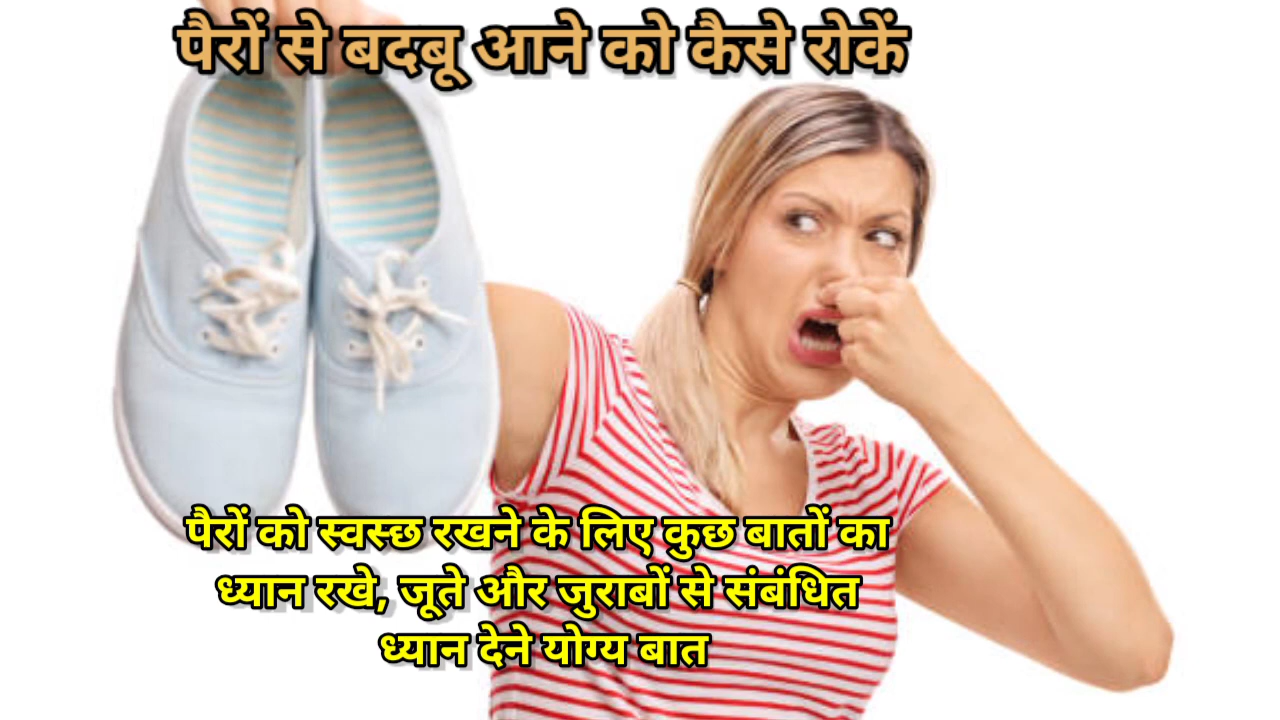 पैरों से बदबू आने को कैसे रोकें
पैरों को स्वस्छ रखने के लिए कुछ बातों का
ध्यान रखे, जूते और जुराबों से संबंधित
ध्यान देने योग्य बात